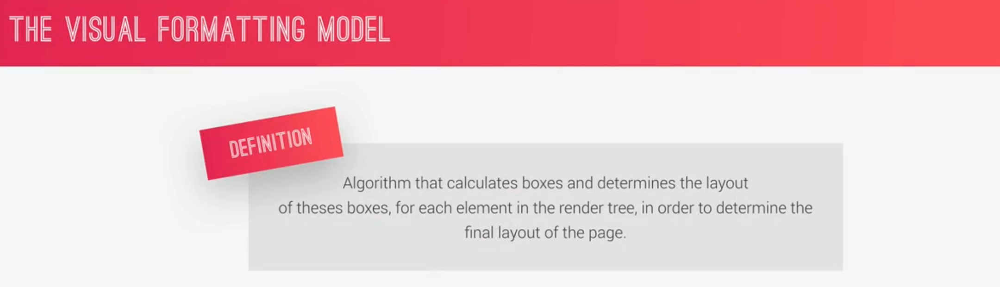 THE VISUAL FORMATTING MODEL
DEFINITION
Algorithm that calculates boxes and determines the layout
of theses boxes, for each element in the render tree, in order to determine the
final layout of the page.